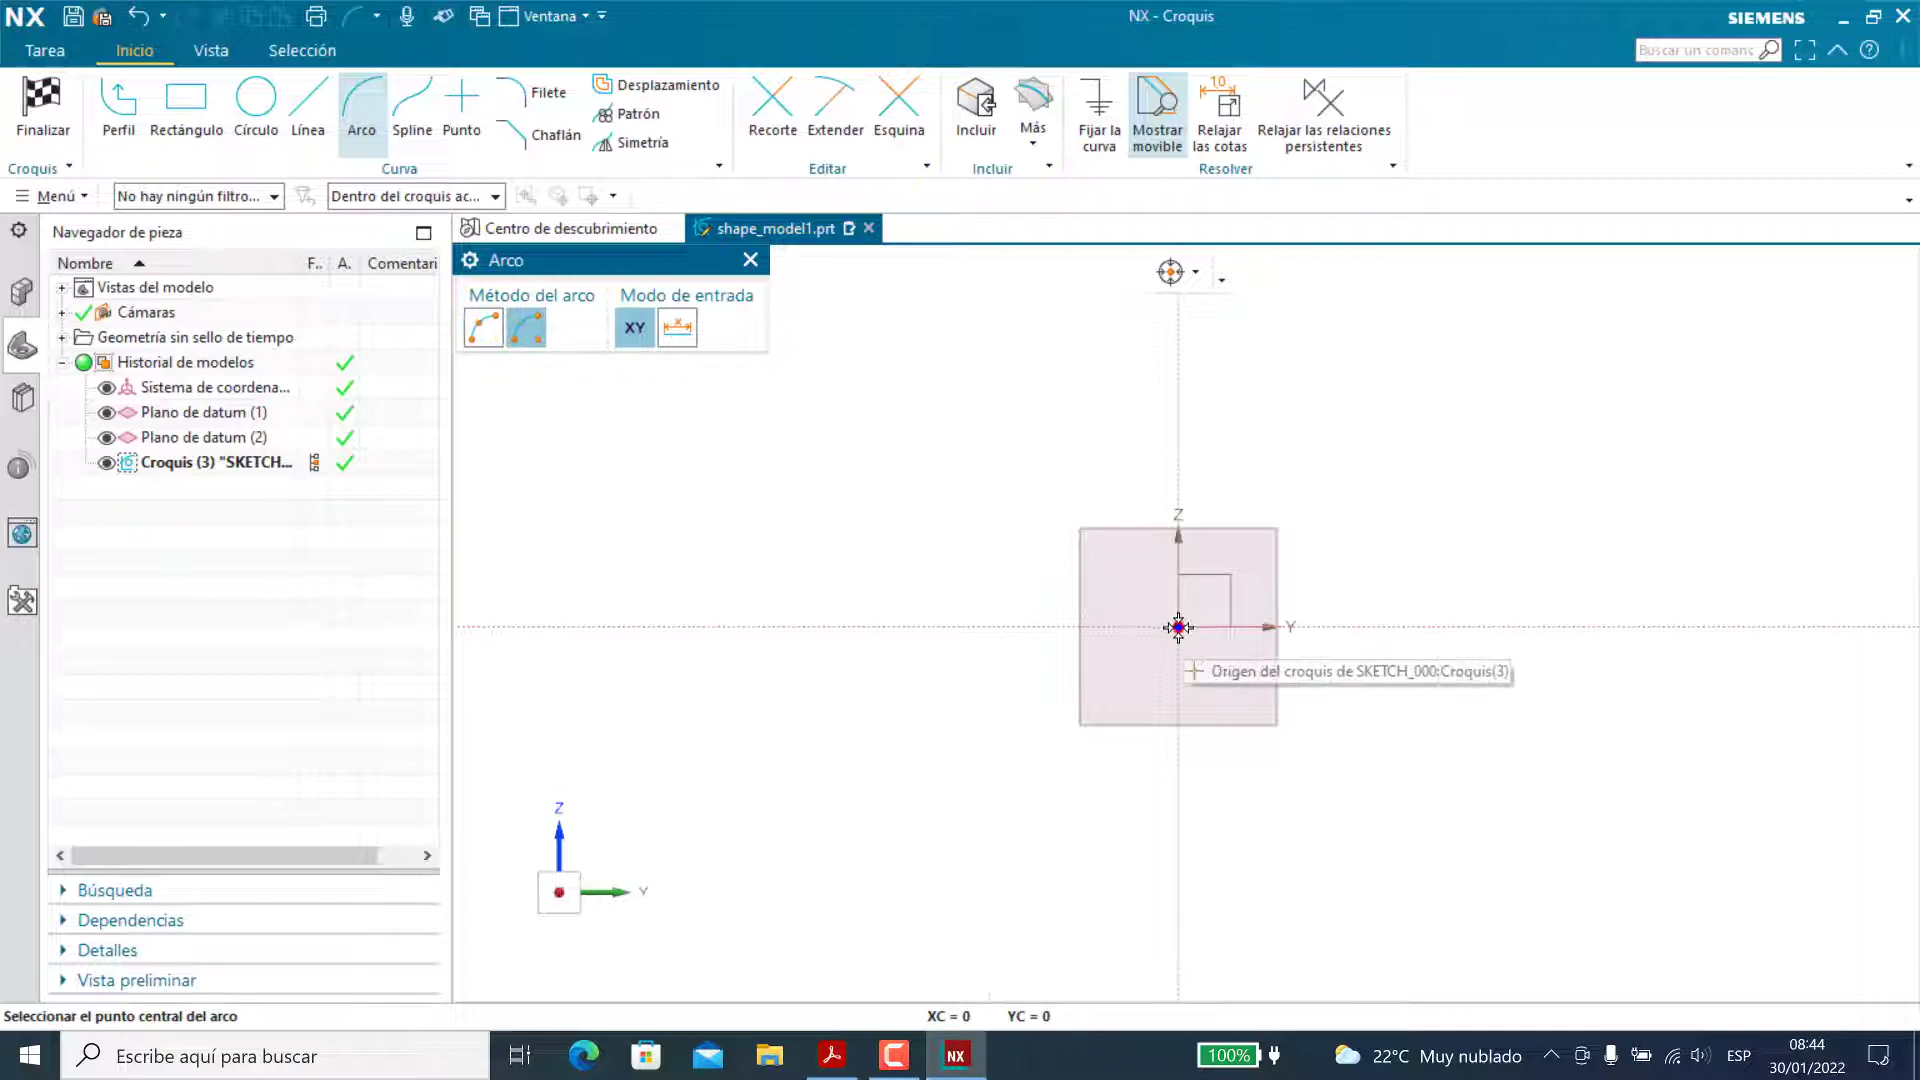 NX
Ventana
NX - Croquis
SIEMENS
Tarea
Inicio
Vista
Selección
Buscar un comanc
Finalizar
Perfil
Rectángulo
Círculo
Línea
Arco
Spline
Punto
Filete
Chaflán
Desplazamiento
Patrón
Simetría
Recorte
Extender
Esquina
Incluir
Más
Fijar la
curva
Mostrar
movible
10
Relajar
las cotas
Relajar las relaciones
persistentes
Croquis
Curva
Editar
Incluir
Resolver
Menú
No hay ningún filtro...
Dentro del croquis ac...
Navegador de pieza
Centro de descubrimiento
shape_model1.prt
Nombre
F..
A.
Comentari
Arco
Vistas del modelo
Método del arco
Modo de entrada
Cámaras
XY
Geometría sin sello de tiempo
Historial de modelos
Sistema de coordena...
Plano de datum (1)
Plano de datum (2)
Croquis (3) "SKETCH...
Z
Y
Origen del croquis de SKETCH_000:Croquis(3)
Z
Y
Búsqueda
Dependencias
Detalles
Vista preliminar
Seleccionar el punto central del arco
XC = 0
YC = 0
Escribe aquí para buscar
NX
100%
22°C Muy nublado
ESP
08:44
30/01/2022